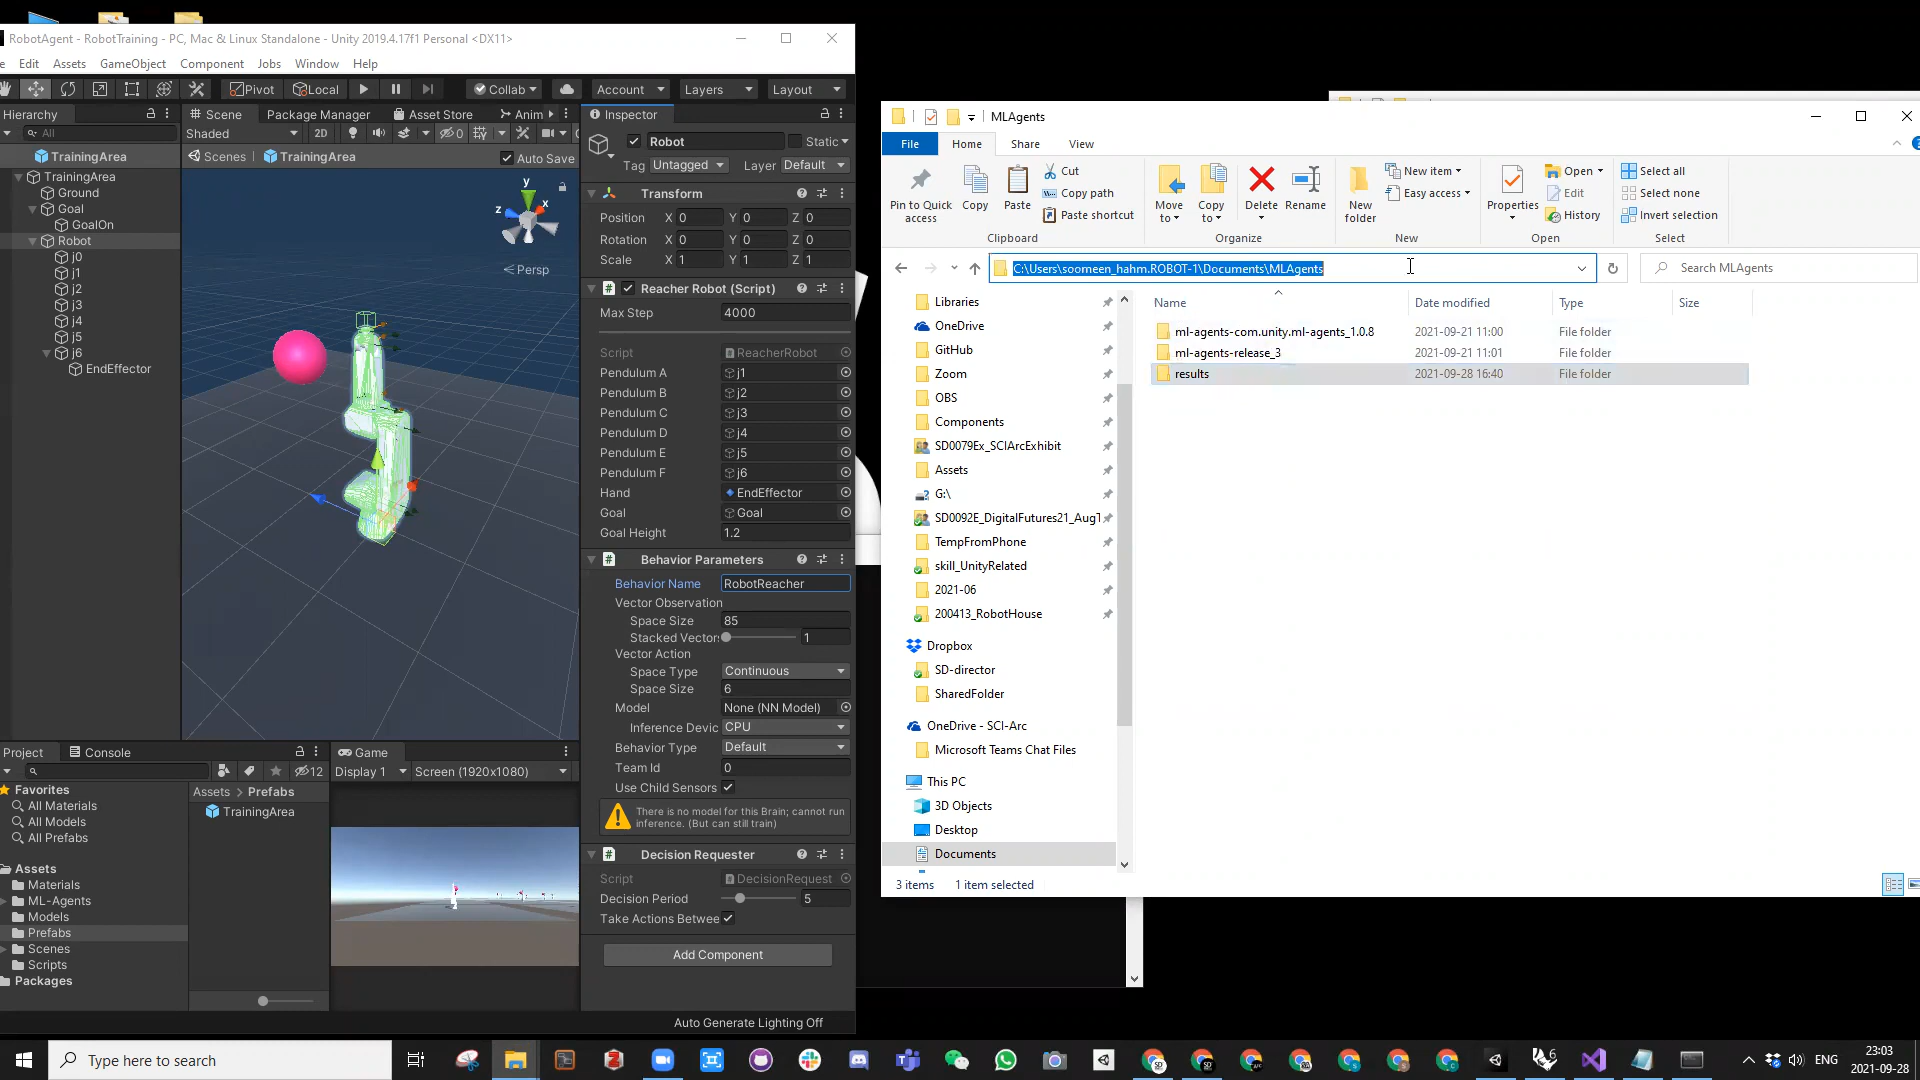 RobotAgent - RobotTraining - PC, Mac & Linux Standalone - Unity 2019.4.17f1 Personal <DX11>
Edit Assets GameObject Component Jobs Window Help
Pivot Local Collab Account Layers Layout
Hierarchy
All
TrainingArea
TrainingArea
Ground
Goal
GoalOn
Robot
j0
j1
j2
j3
j4
j5
j6
EndEffector
Scene Package Manager Asset Store Anim
Shaded 2D 0
Scenes TrainingArea Auto Save
y
z x
Persp
Inspector
Robot Static
Tag Untagged Layer Default
Transform
Position X 0 Y 0 Z 0
Rotation X 0 Y 0 Z 0
Scale X 1 Y 1 Z 1
Reacher Robot (Script)
Max Step 4000
Script ReacherRobot
Pendulum A j1
Pendulum B j2
Pendulum C j3
Pendulum D j4
Pendulum E j5
Pendulum F j6
Hand EndEffector
Goal Goal
Goal Height 1.2
Behavior Parameters
Behavior Name RobotReacher
Vector Observation
Space Size 85
Stacked Vector 1
Vector Action
Space Type Continuous
Space Size 6
Model None (NN Model)
Inference Devic CPU
Behavior Type Default
Team Id 0
Use Child Sensors
There is no model for this Brain; cannot run
inference. (But can still train)
Decision Requester
Script DecisionRequest
Decision Period 5
Take Actions Betwee
Add Component
Auto Generate Lighting Off
Project Console
12
Favorites
All Materials
All Models
All Prefabs
Assets
Materials
ML-Agents
Models
Prefabs
Scenes
Scripts
Packages
Assets > Prefabs
TrainingArea
Game
Display 1 Screen (1920x1080)
MLAgents
File Home Share View
Pin to Quick
access
Copy
Paste
Cut
Copy path
Paste shortcut
Clipboard
Move
to
Copy
to
Delete
Rename
Organize
New
folder
New item
Easy access
New
Properties
Open
Edit
History
Open
Select all
Select none
Invert selection
Select
C:\Users\soomeen_hahm.ROBOT-1\Documents\MLAgents
Search MLAgents
Libraries
OneDrive
GitHub
Zoom
OBS
Components
SD0079Ex_SCIArcExhibit
Assets
G:\
SD0092E_DigitalFutures21_AugT
TempFromPhone
skill_UnityRelated
2021-06
200413_RobotHouse
Dropbox
SD-director
SharedFolder
OneDrive - SCI-Arc
Microsoft Teams Chat Files
This PC
3D Objects
Desktop
Documents
Name Date modified Type Size
ml-agents-com.unity.ml-agents_1.0.8 2021-09-21 11:00 File folder
ml-agents-release_3 2021-09-21 11:01 File folder
results 2021-09-28 16:40 File folder
3 items 1 item selected
Type here to search
ENG
23:03
2021-09-28